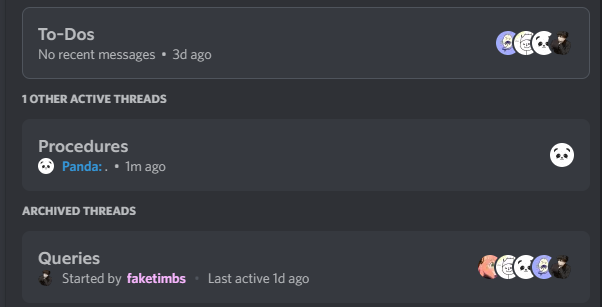 To-Dos
No recent messages • 3d ago
1 OTHER ACTIVE THREADS
Procedures
Panda: . • 1m ago
ARCHIVED THREADS
Queries
Started by faketimbs • Last active 1d ago